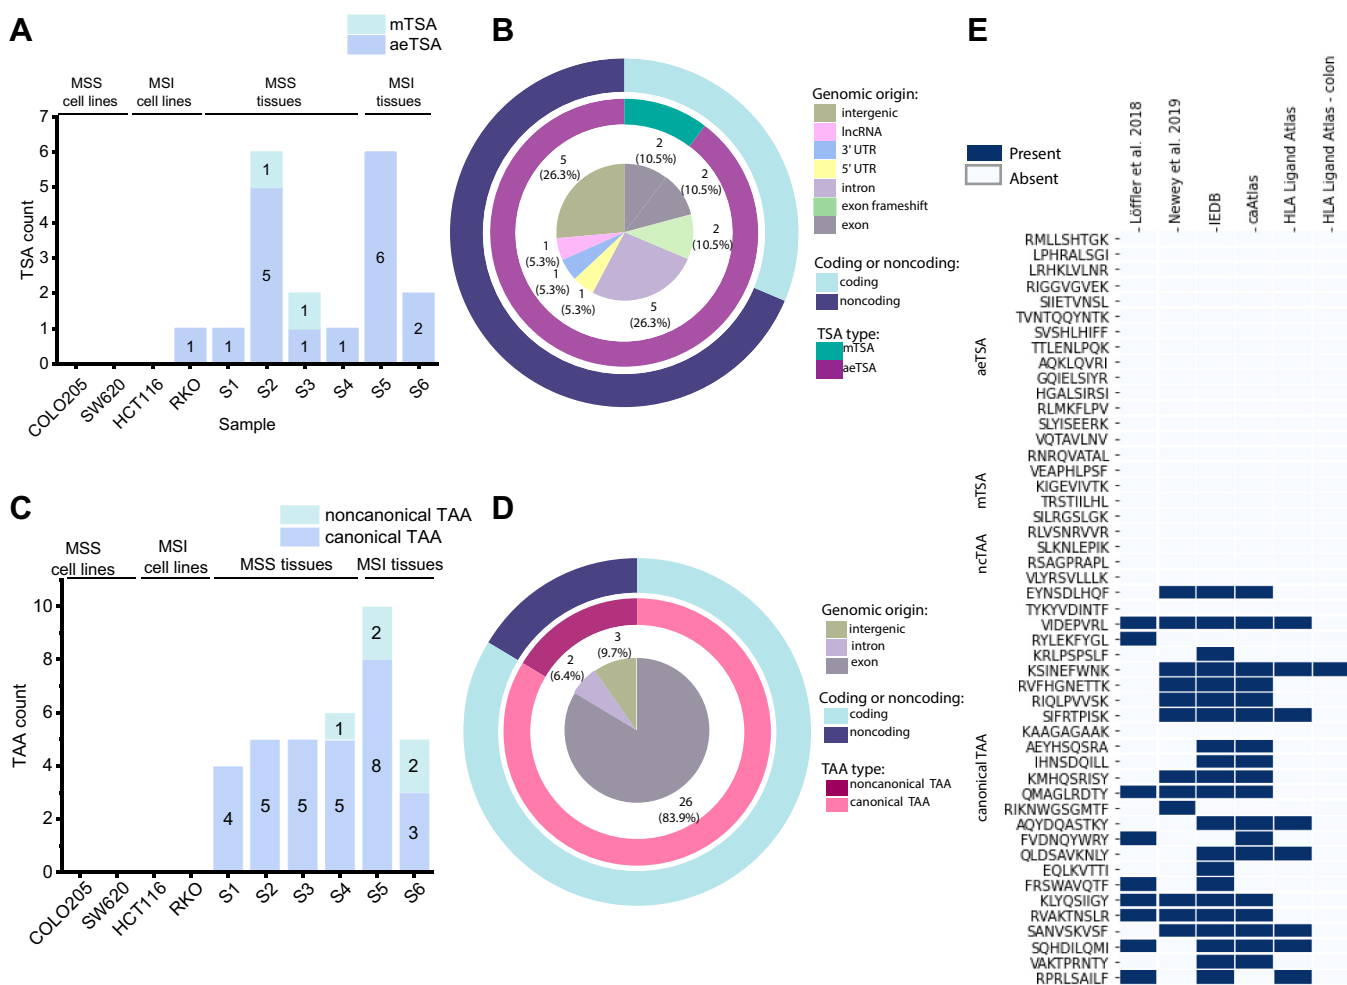 A
mTSA
aeTSA
MSS
cell lines
MSI
cell lines
MSS
tissues
MSI
tissues
TSA count
7
6
5
4
3
2
1
0
1
1
1
5
1
1
1
6
2
COLO205
SW620
HCT116
RKO
S1
S2
S3
S4
S5
S6
Sample
B
2
(10.5%)
2
(10.5%)
2
(10.5%)
5
(26.3%)
1
(5.3%)
1
(5.3%)
1
(5.3%)
5
(26.3%)
Genomic origin:
intergenic
lncRNA
3' UTR
5' UTR
intron
exon frameshift
exon
Coding or noncoding:
coding
noncoding
TSA type:
mTSA
aeTSA
C
noncanonical TAA
canonical TAA
MSS
cell lines
MSI
cell lines
MSS tissues
MSI tissues
TAA count
10
8
6
4
2
0
4
5
5
1
5
2
8
2
3
COLO205
SW620
HCT116
RKO
S1
S2
S3
S4
S5
S6
D
3
(9.7%)
2
(6.4%)
26
(83.9%)
Genomic origin:
intergenic
intron
exon
Coding or noncoding:
coding
noncoding
TAA type:
noncanonical TAA
canonical TAA
E
Present
Absent
Löffler et al. 2018
Newey et al. 2019
IEDB
caAtlas
HLA Ligand Atlas
HLA Ligand Atlas - colon
aeTSA
RMLLSHTGK
LPHRALSGI
LRHKLVLNR
RIGGVGVEK
SIIETVNSL
TVNTQQYNTK
SVSHLHIFF
TTLENLPQK
AQKLQVRI
GQIELSIYR
HGALSIRSI
RLMKFLPV
SLYISEERK
VQTAVLNV
RNRQVATAL
VEAPHLPSF
mTSA
KIGEVIVTK
TRSTIILHL
SILRGSLGK
ncTAA
RLVSNRVVR
SLKNLEPIK
RSAGPRAPL
VLYRSVLLLK
EYNSDLHQF
TYKYVDINTF
VIDEPVRL
RYLEKFYGL
KRLPSPSLF
KSINEFWNK
RVFHGNETTK
RIQLPVVSK
SIFRTPISK
KAAGAGAAK
canonical TAA
AEYHSQSRA
IHNSDQILL
KMHQSRISY
QMAGLRDTY
RIKNWGSGMTF
AQYDQASTKY
FVDNQYWRY
QLDSAVKNLY
EQLKVTTI
FRSWAVQTF
KLYQSIIGY
RVAKTNSLR
SANVSKVSF
SQHDILQMI
VAKTPRNTY
RPRLSAILF